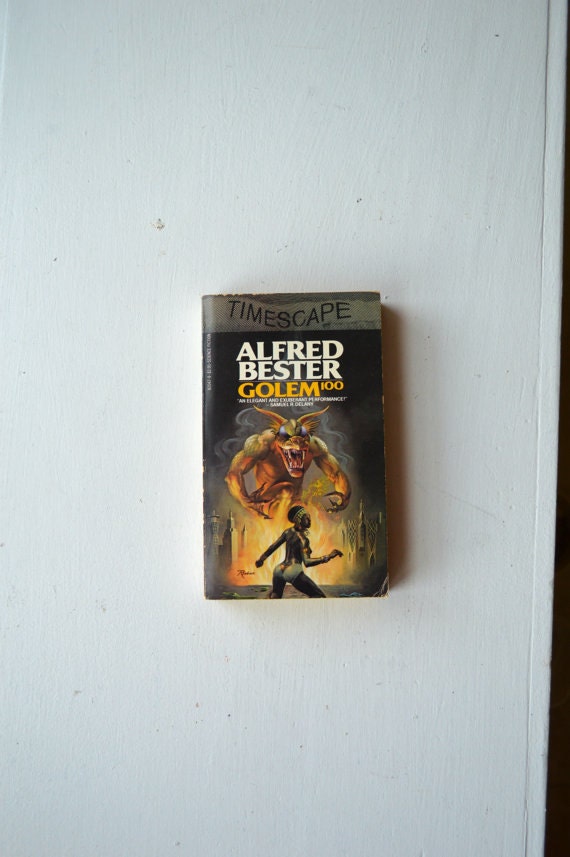 TIMESCAPE
ALFRED
BESTER
GOLEM¹⁰⁰
"AN ELEGANT AND EXUBERANT PERFORMANCE!"
—SAMUEL R. DELANY